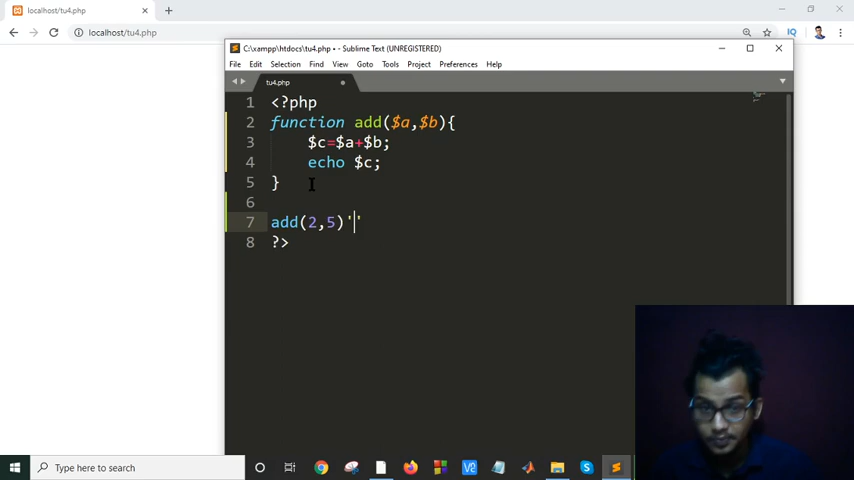 localhost/tu4.php
localhost/tu4.php
IQ
C:\xampp\htdocs\tu4.php • - Sublime Text (UNREGISTERED)
File Edit Selection Find View Goto Tools Project Preferences Help
tu4.php
1 <?php
2 function add($a,$b){
3 $c=$a+$b;
4 echo $c;
5 }
6
7 add(2,5)''
8 ?>
Type here to search